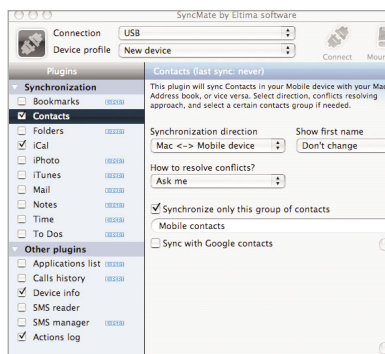 SyncMate by Eltima software
Connection USB
Device profile New device
Connect Moun
Plugins
Contacts (last sync: never)
Synchronization
Bookmarks
Contacts
Folders
iCal
iPhoto
iTunes
Mail
Notes
Time
To Dos
Other plugins
Applications list
Calls history
Device info
SMS reader
SMS manager
Actions log
This plugin will sync Contacts in your Mobile device with your Mac
Address book, or vice versa. Select direction, conflicts resolving
approach, and select a certain contacts group if needed.
Synchronization direction Show first name
Mac <-> Mobile device Don't change
How to resolve conflicts?
Ask me
Synchronize only this group of contacts
Mobile contacts
Sync with Google contacts